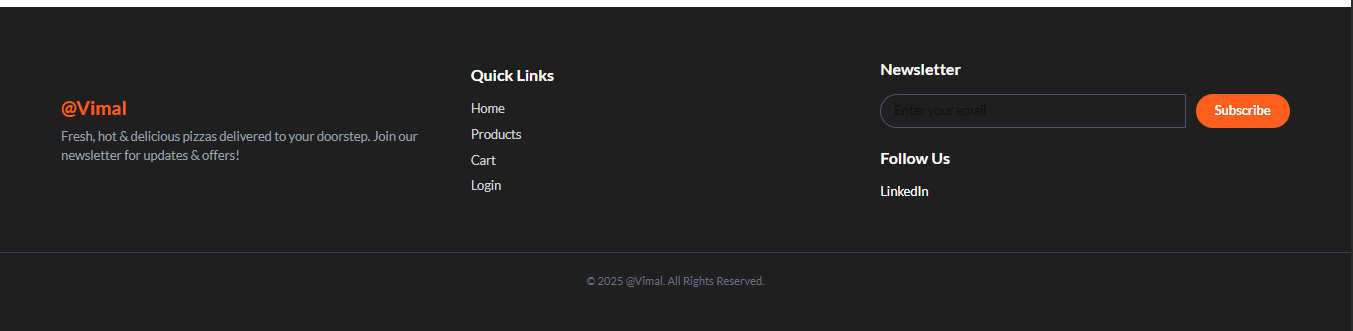 @Vimal
Fresh, hot & delicious pizzas delivered to your doorstep. Join our
newsletter for updates & offers!
Quick Links
Home
Products
Cart
Login
Newsletter
Enter your email
Subscribe
Follow Us
LinkedIn
© 2025 @Vimal. All Rights Reserved.